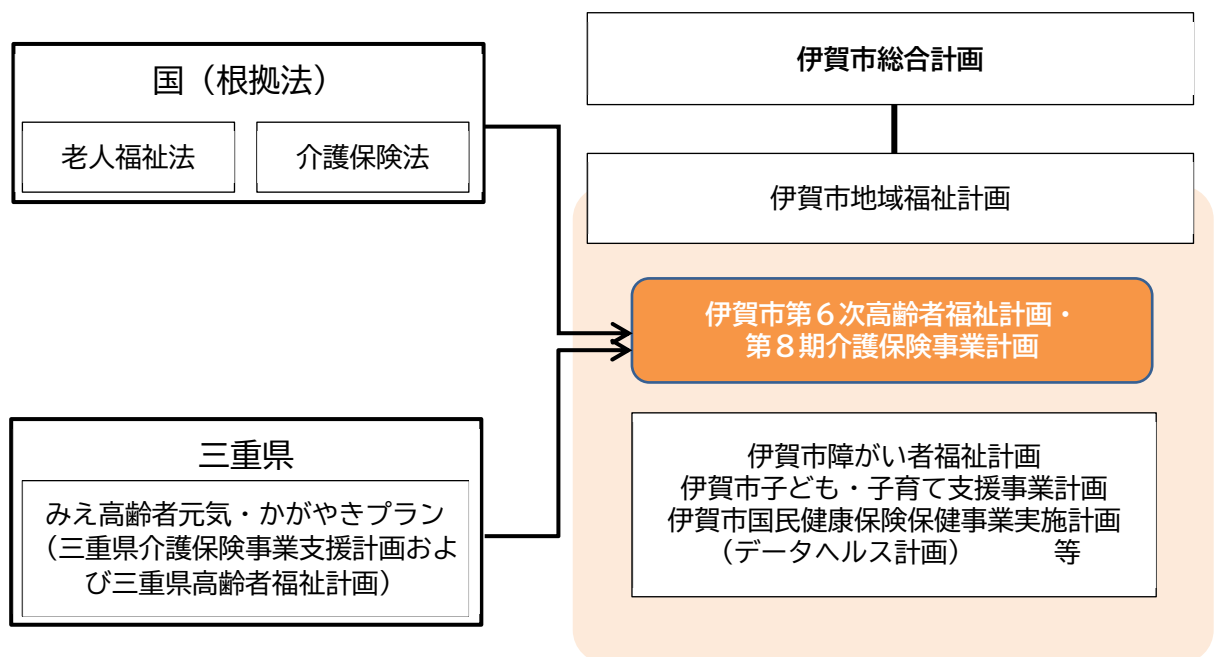 国（根拠法）
老人福祉法
介護保険法
三重県
みえ高齢者元気・かがやきプラン
（三重県介護保険事業支援計画およ
び三重県高齢者福祉計画）
伊賀市総合計画
伊賀市地域福祉計画
伊賀市第６次高齢者福祉計画・
第８期介護保険事業計画
伊賀市障がい者福祉計画
伊賀市子ども・子育て支援事業計画
伊賀市国民健康保険保健事業実施計画
（データヘルス計画）　　　等